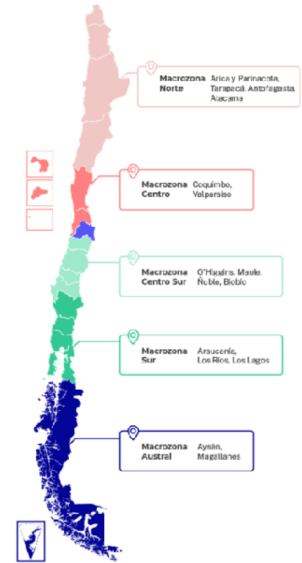 Macrozona Norte
Arica y Parinacota,
Tarapacá, Antofagasta,
Atacama
Macrozona Centro
Coquimbo,
Valparaíso
Macrozona Centro Sur
O'Higgins, Maule,
Ñuble, Biobío
Macrozona Sur
Araucanía,
Los Ríos, Los Lagos
Macrozona Austral
Aysén,
Magallanes